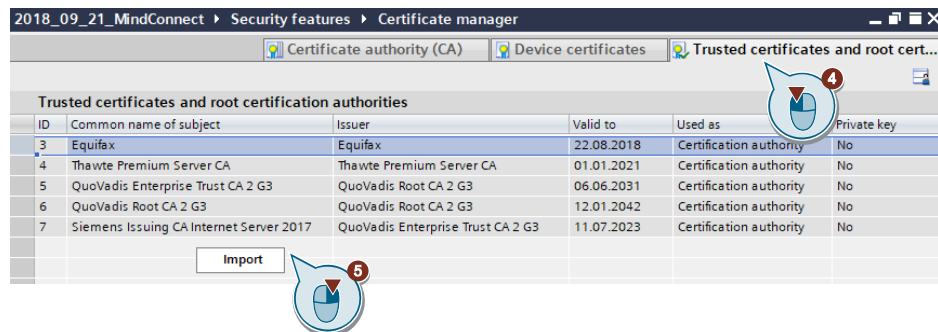 2018_09_21_MindConnect ▸ Security features ▸ Certificate manager
Certificate authority (CA) Device certificates Trusted certificates and root cert...
4
Trusted certificates and root certification authorities
ID Common name of subject Issuer Valid to Used as Private key
3 Equifax Equifax 22.08.2018 Certification authority No
4 Thawte Premium Server CA Thawte Premium Server CA 01.01.2021 Certification authority No
5 QuoVadis Enterprise Trust CA 2 G3 QuoVadis Root CA 2 G3 06.06.2031 Certification authority No
6 QuoVadis Root CA 2 G3 QuoVadis Root CA 2 G3 12.01.2042 Certification authority No
7 Siemens Issuing CA Internet Server 2017 QuoVadis Enterprise Trust CA 2 G3 11.07.2023 Certification authority No
Import
5